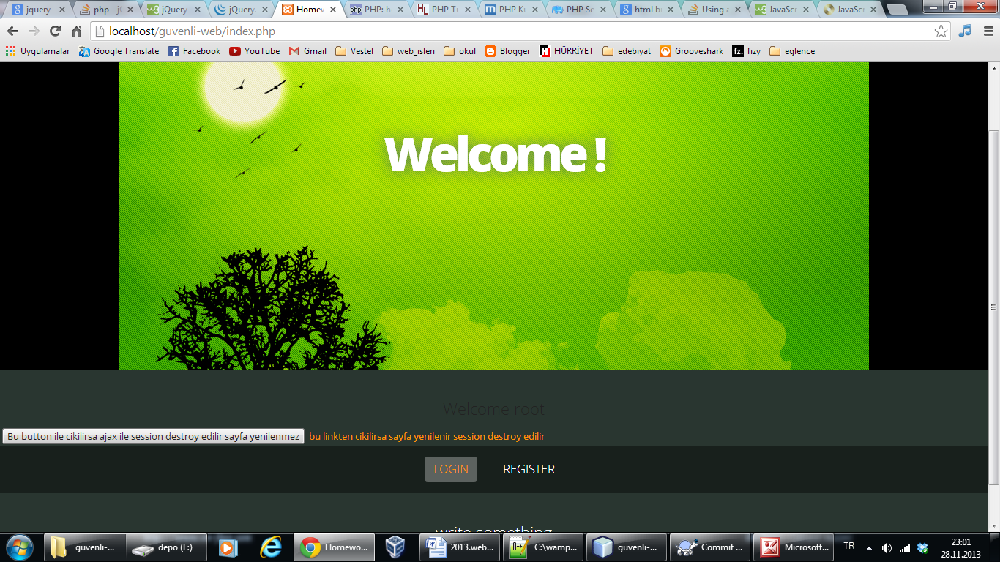 jquery
php - j
jQuery
jQuery
Homew
PHP: h
PHP Tu
PHP Ku
PHP Se
html b
Using a
JavaScr
JavaScr
localhost/guvenli-web/index.php
Uygulamalar Google Translate Facebook YouTube Gmail Vestel web_isleri okul Blogger HÜRRİYET edebiyat Grooveshark fizy eglence
Welcome !
Welcome root
Bu button ile cikilirsa ajax ile session destroy edilir sayfa yenilenmez bu linkten cikilirsa sayfa yenilenir session destroy edilir
LOGIN REGISTER
write something
guvenli-... depo (F:) Homewo... 2013.web... C:\wamp... guvenli-... Commit ... Microsoft... TR 23:01
28.11.2013